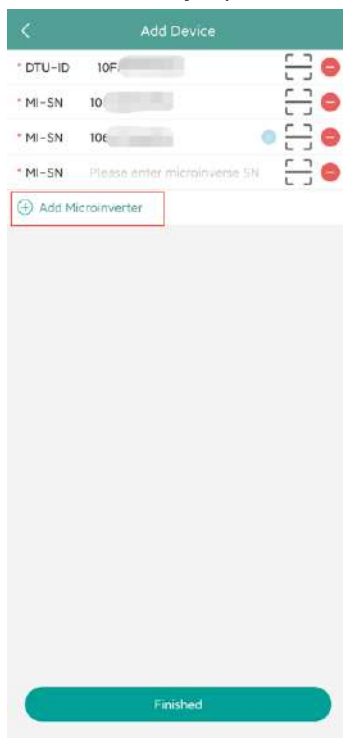 Add Device
* DTU-ID 10F
* MI-SN 10
* MI-SN 106
* MI-SN Please enter microinverse SN
Add Microinverter
Finished